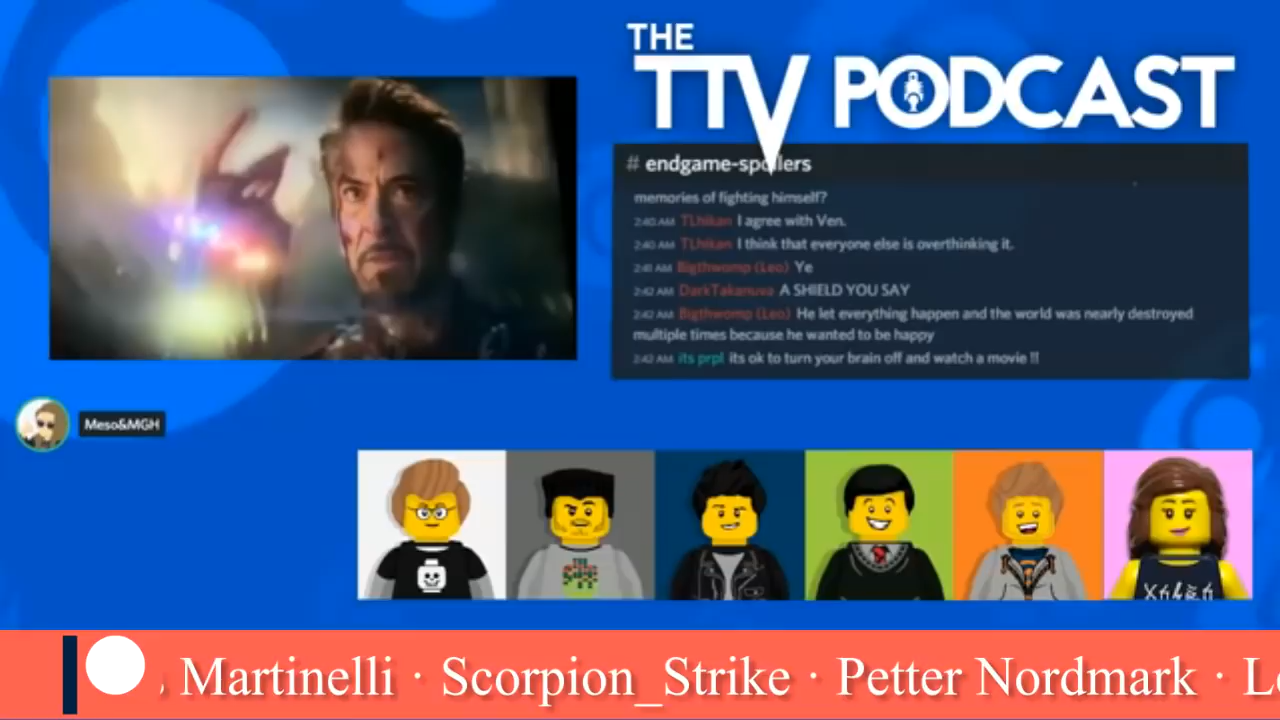 THE
TTV PODCAST
# endgame-spoilers
memories of fighting himself?
2:40 AM TLhikan I agree with Ven.
2:40 AM TLhikan I think that everyone else is overthinking it.
2:41 AM Bigthwomp (Leo) Ye
2:42 AM DarkTakanuva A SHIELD YOU SAY
2:42 AM Bigthwomp (Leo) He let everything happen and the world was nearly destroyed
multiple times because he wanted to be happy
2:42 AM its prpl its ok to turn your brain off and watch a movie !!
Meso&MGH
Martinelli · Scorpion_Strike · Petter Nordmark ·